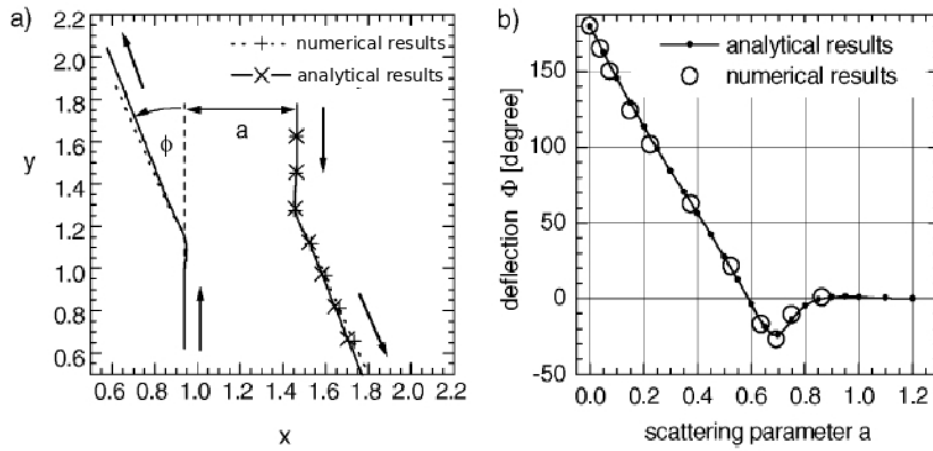 a)
2.2
2.0
1.8
1.6
1.4
1.2
1.0
0.8
0.6
y
numerical results
analytical results
ϕ
a
0.6 0.8 1.0 1.2 1.4 1.6 1.8 2.0 2.2
x
b)
150
100
50
0
-50
deflection Φ [degree]
analytical results
numerical results
0.0 0.2 0.4 0.6 0.8 1.0 1.2
scattering parameter a